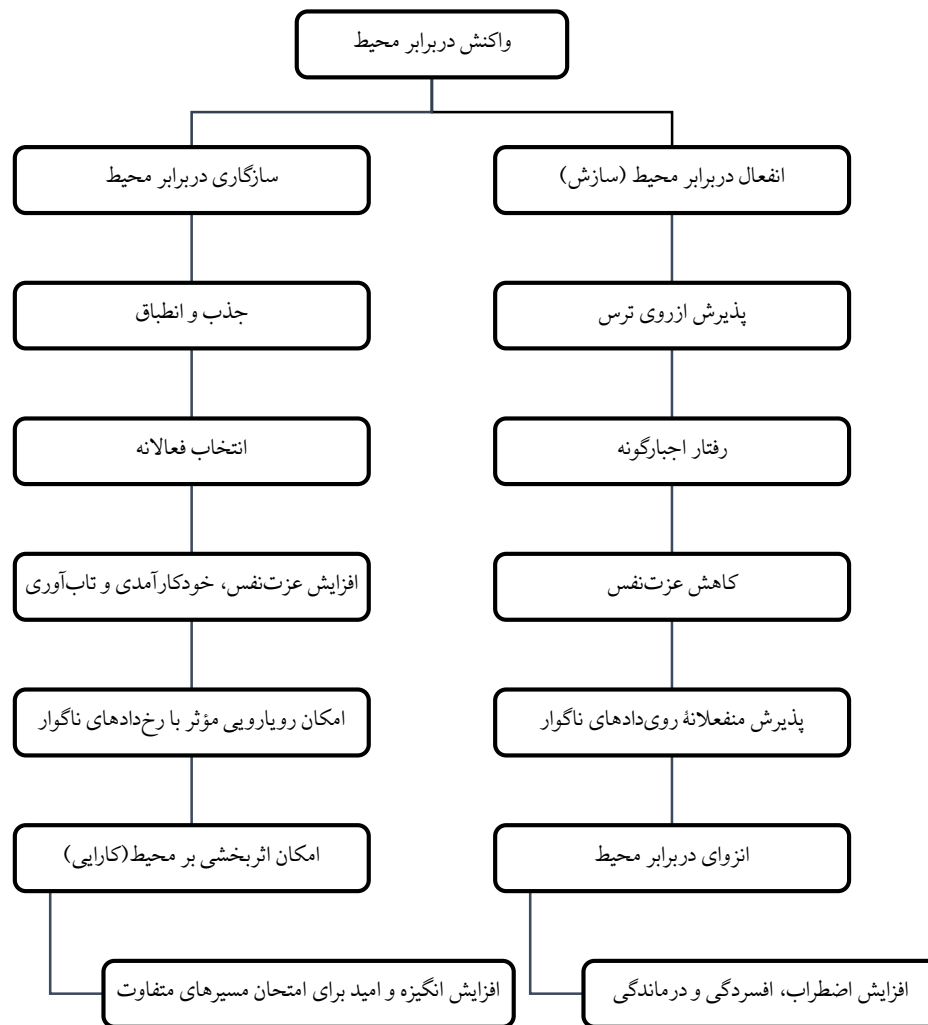 واکنش دربرابر محیط
انفعال دربرابر محیط (سازش)
سازگاری دربرابر محیط
پذیرش ازروی ترس
جذب و انطباق
رفتار اجبارگونه
انتخاب فعالانه
کاهش عزت‌نفس
افزایش عزت‌نفس، خودکارآمدی و تاب‌آوری
پذیرش منفعلانهٔ روی‌دادهای ناگوار
امکان رویارویی مؤثر با رخ‌دادهای ناگوار
انزوای دربرابر محیط
امکان اثربخشی بر محیط(کارایی)
افزایش اضطراب، افسردگی و درماندگی
افزایش انگیزه و امید برای امتحان مسیرهای متفاوت